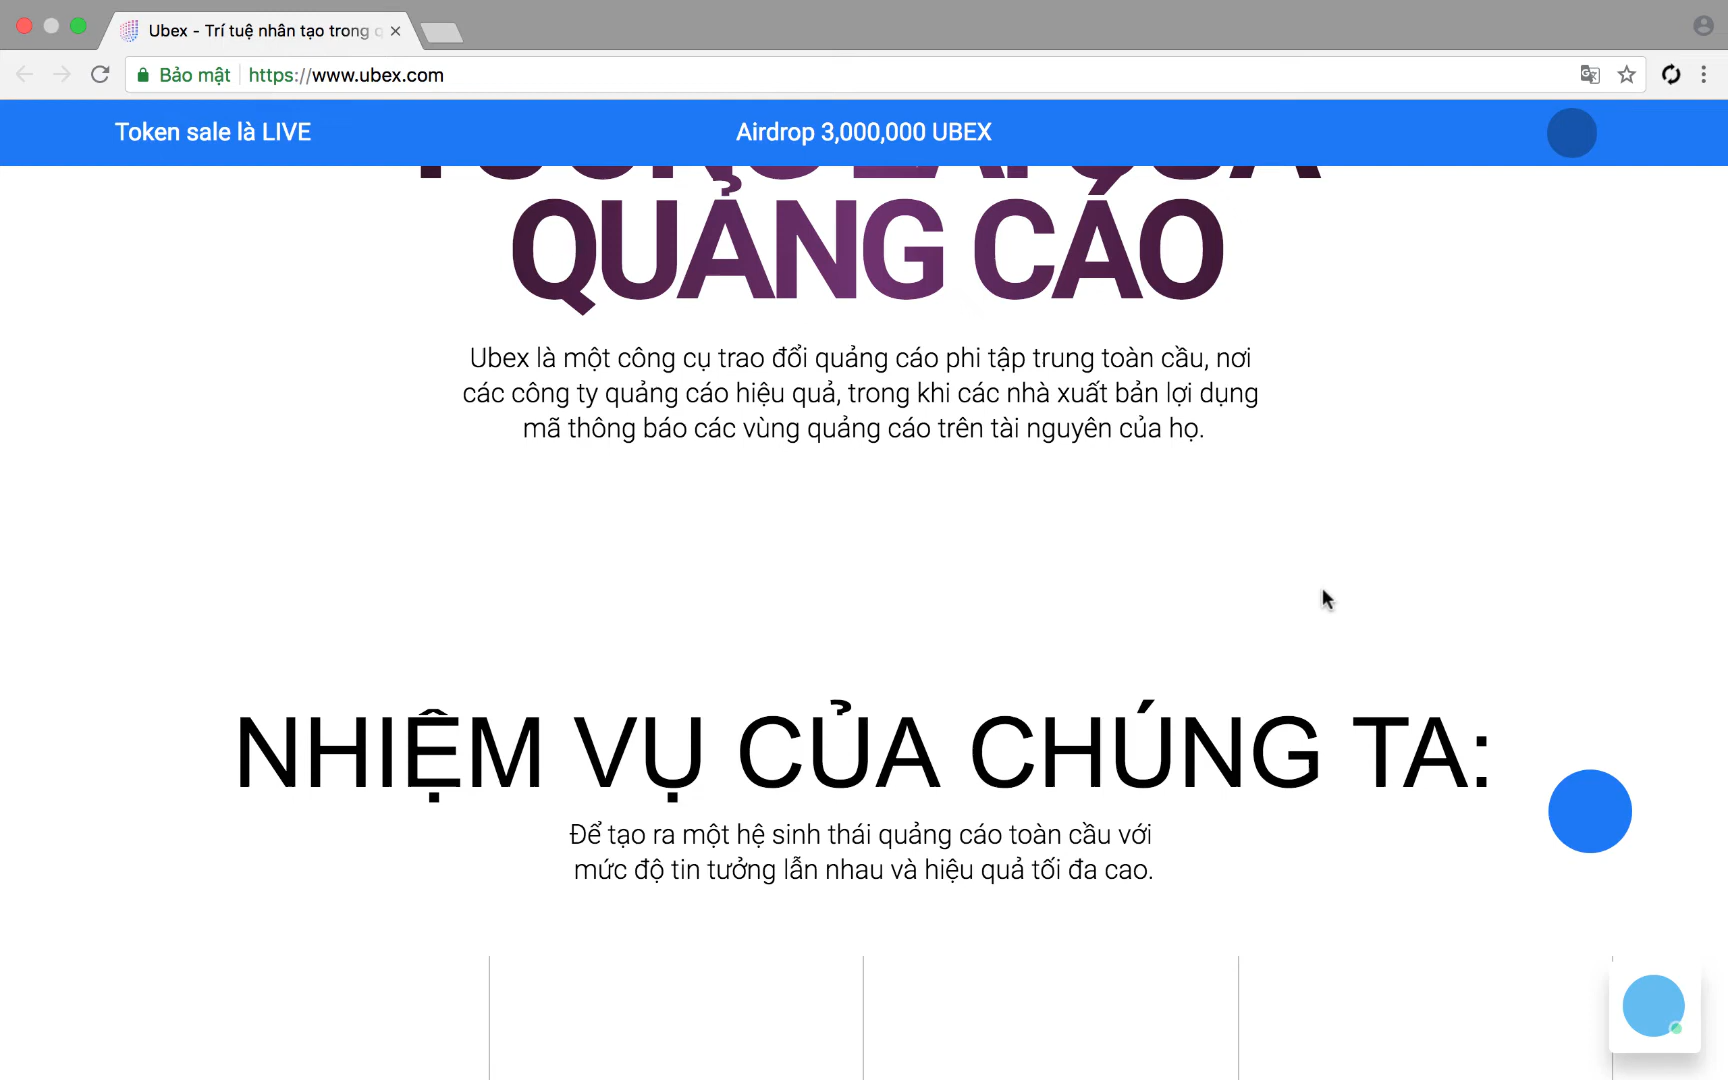 Ubex - Trí tuệ nhân tạo trong q
Bảo mật
https://www.ubex.com
Token sale là LIVE
Airdrop 3,000,000 UBEX
QUẢNG CÁO
Ubex là một công cụ trao đổi quảng cáo phi tập trung toàn cầu, nơi
các công ty quảng cáo hiệu quả, trong khi các nhà xuất bản lợi dụng
mã thông báo các vùng quảng cáo trên tài nguyên của họ.
NHIỆM VỤ CỦA CHÚNG TA:
Để tạo ra một hệ sinh thái quảng cáo toàn cầu với
mức độ tin tưởng lẫn nhau và hiệu quả tối đa cao.